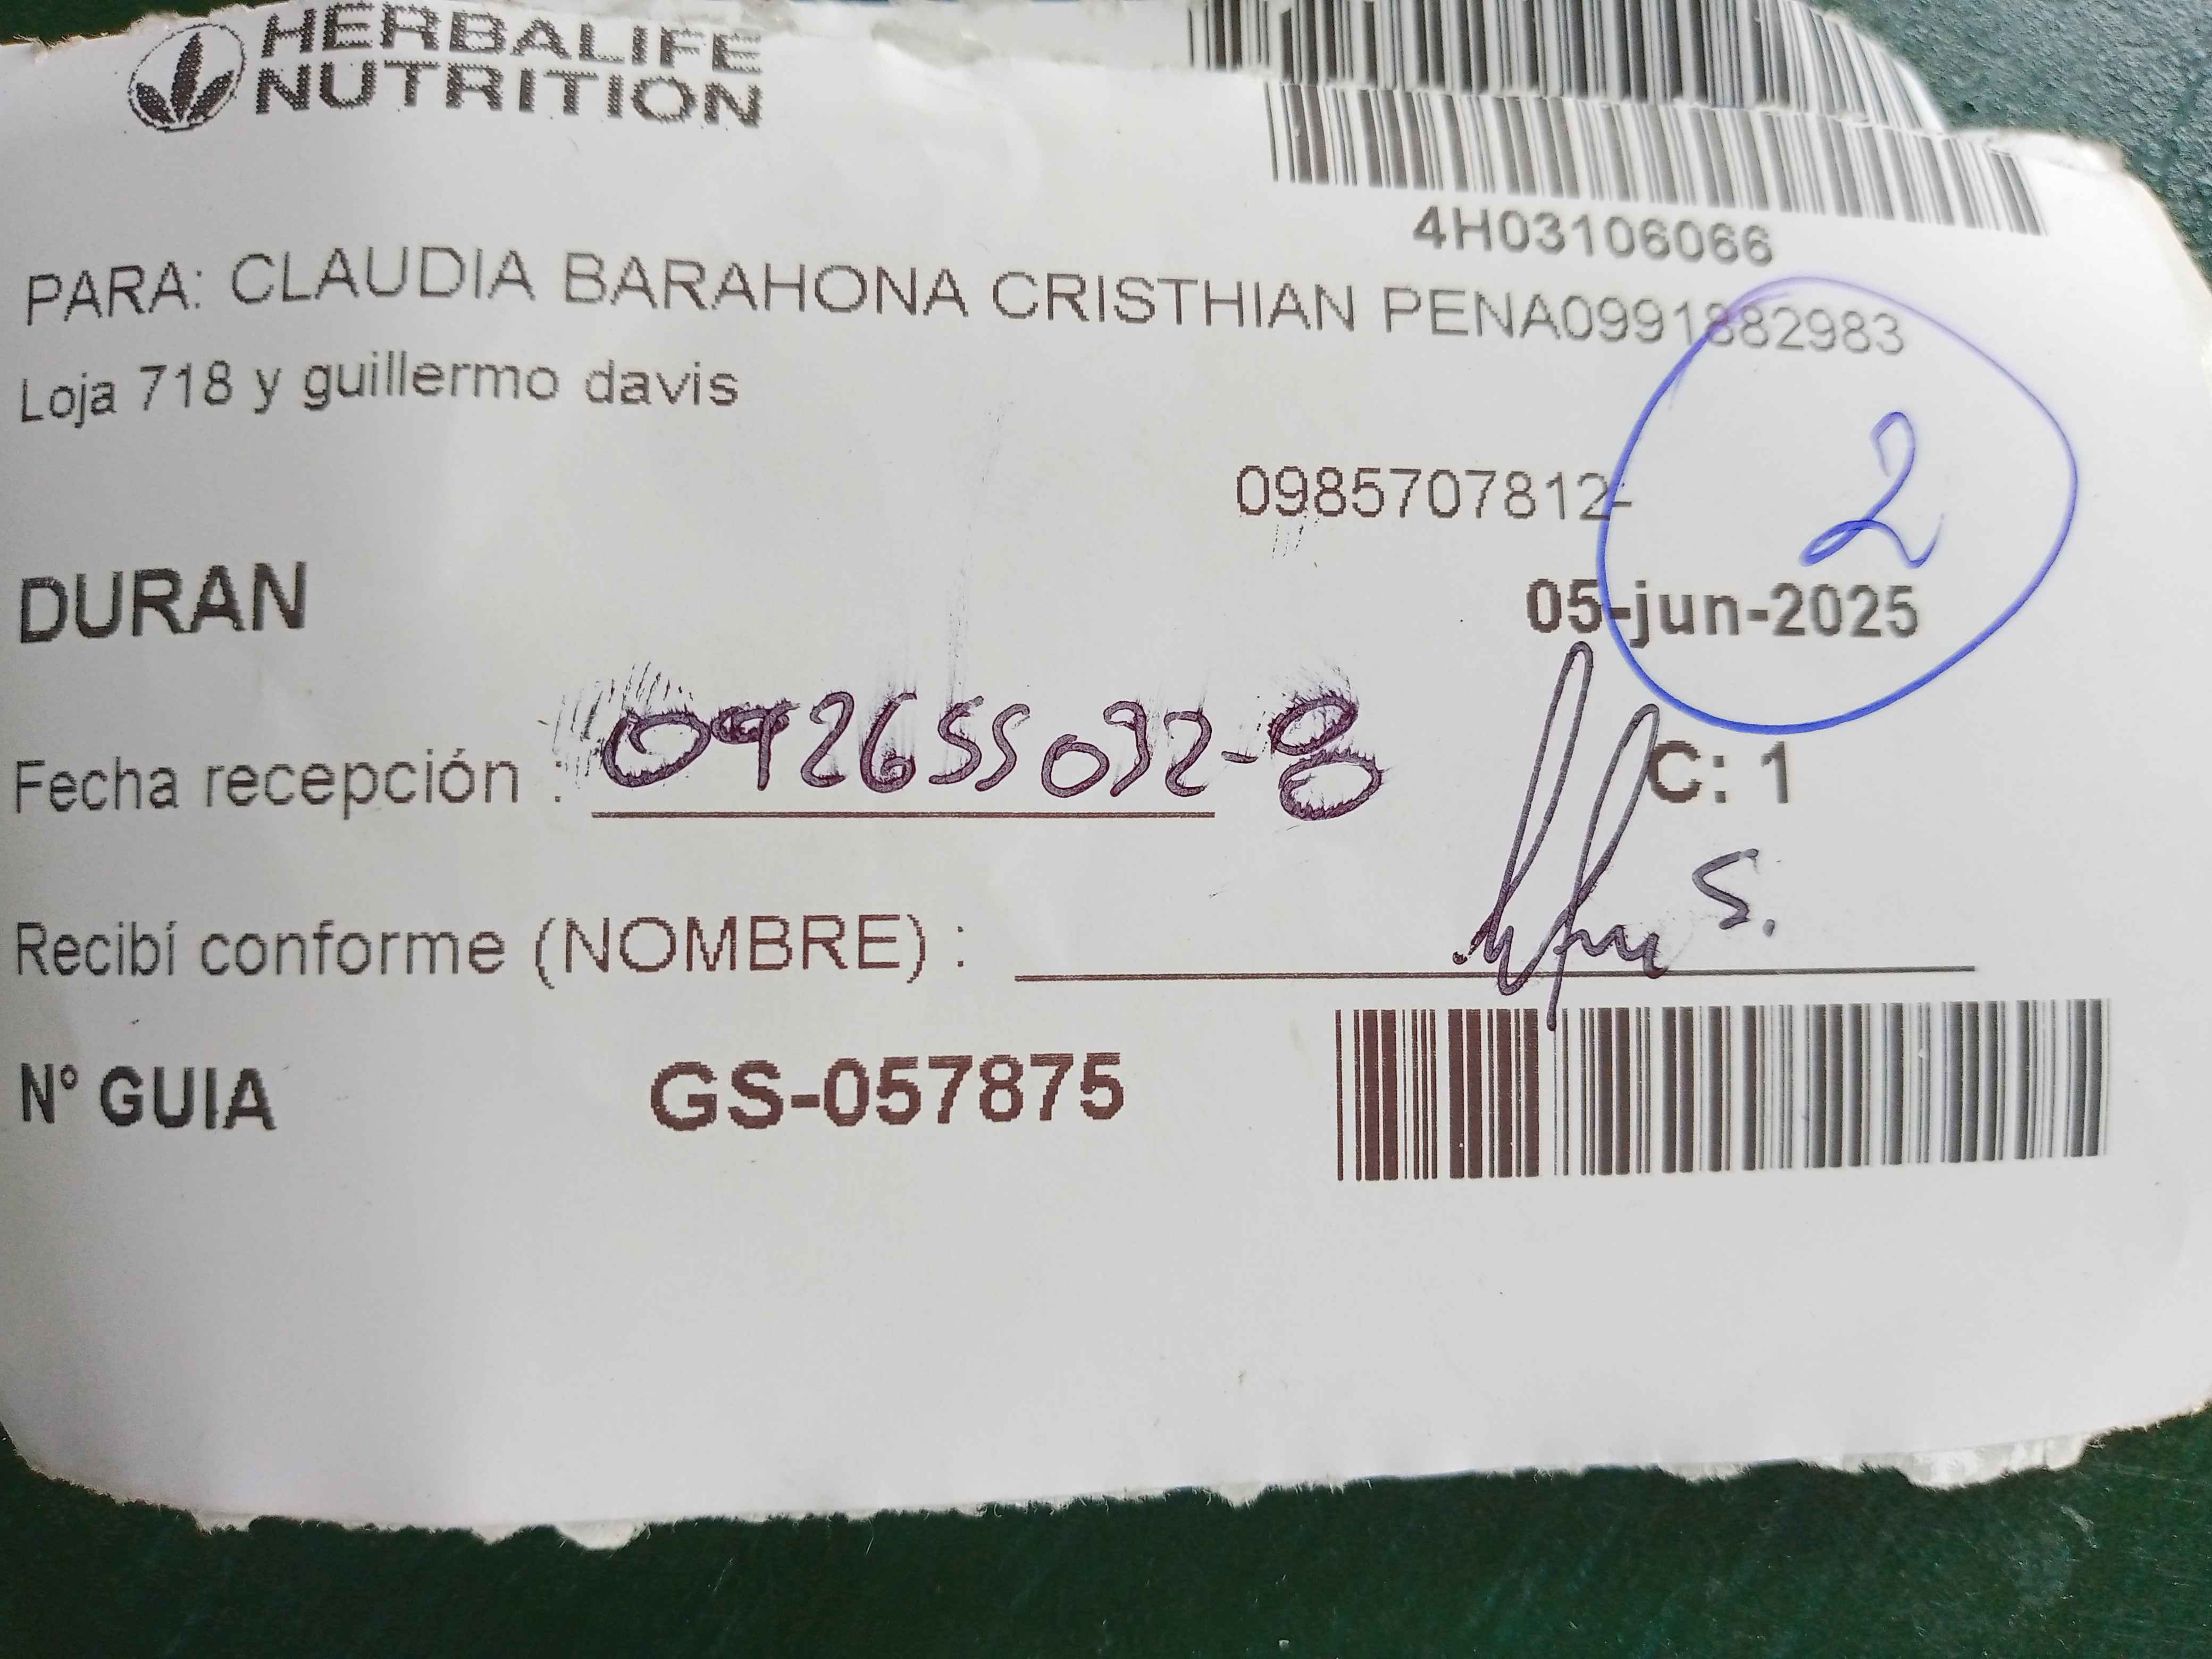 HERBALIFE
NUTRITION
4H03106066
PARA: CLAUDIA BARAHONA CRISTHIAN PENA0991882983
Loja 718 y guillermo davis
0985707812-
2
DURAN
05-jun-2025
Fecha recepción : 092655032-8
C: 1
S.
Recibí conforme (NOMBRE) :
N° GUIA GS-057875